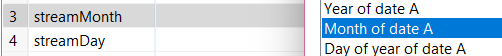 3 streamMonth
4 streamDay
Year of date A
Month of date A
Day of year of date A